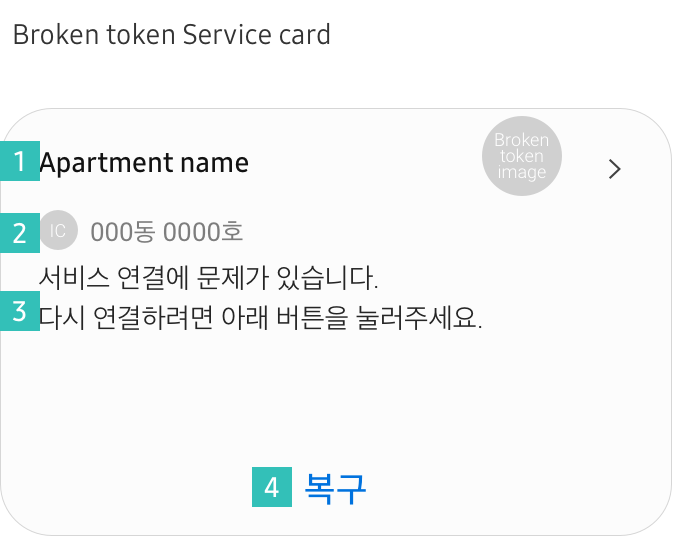 Broken token Service card
1 Apartment name
Broken
token
image
2 IC 000동 0000호
서비스 연결에 문제가 있습니다.
3 다시 연결하려면 아래 버튼을 눌러주세요.
4 복구